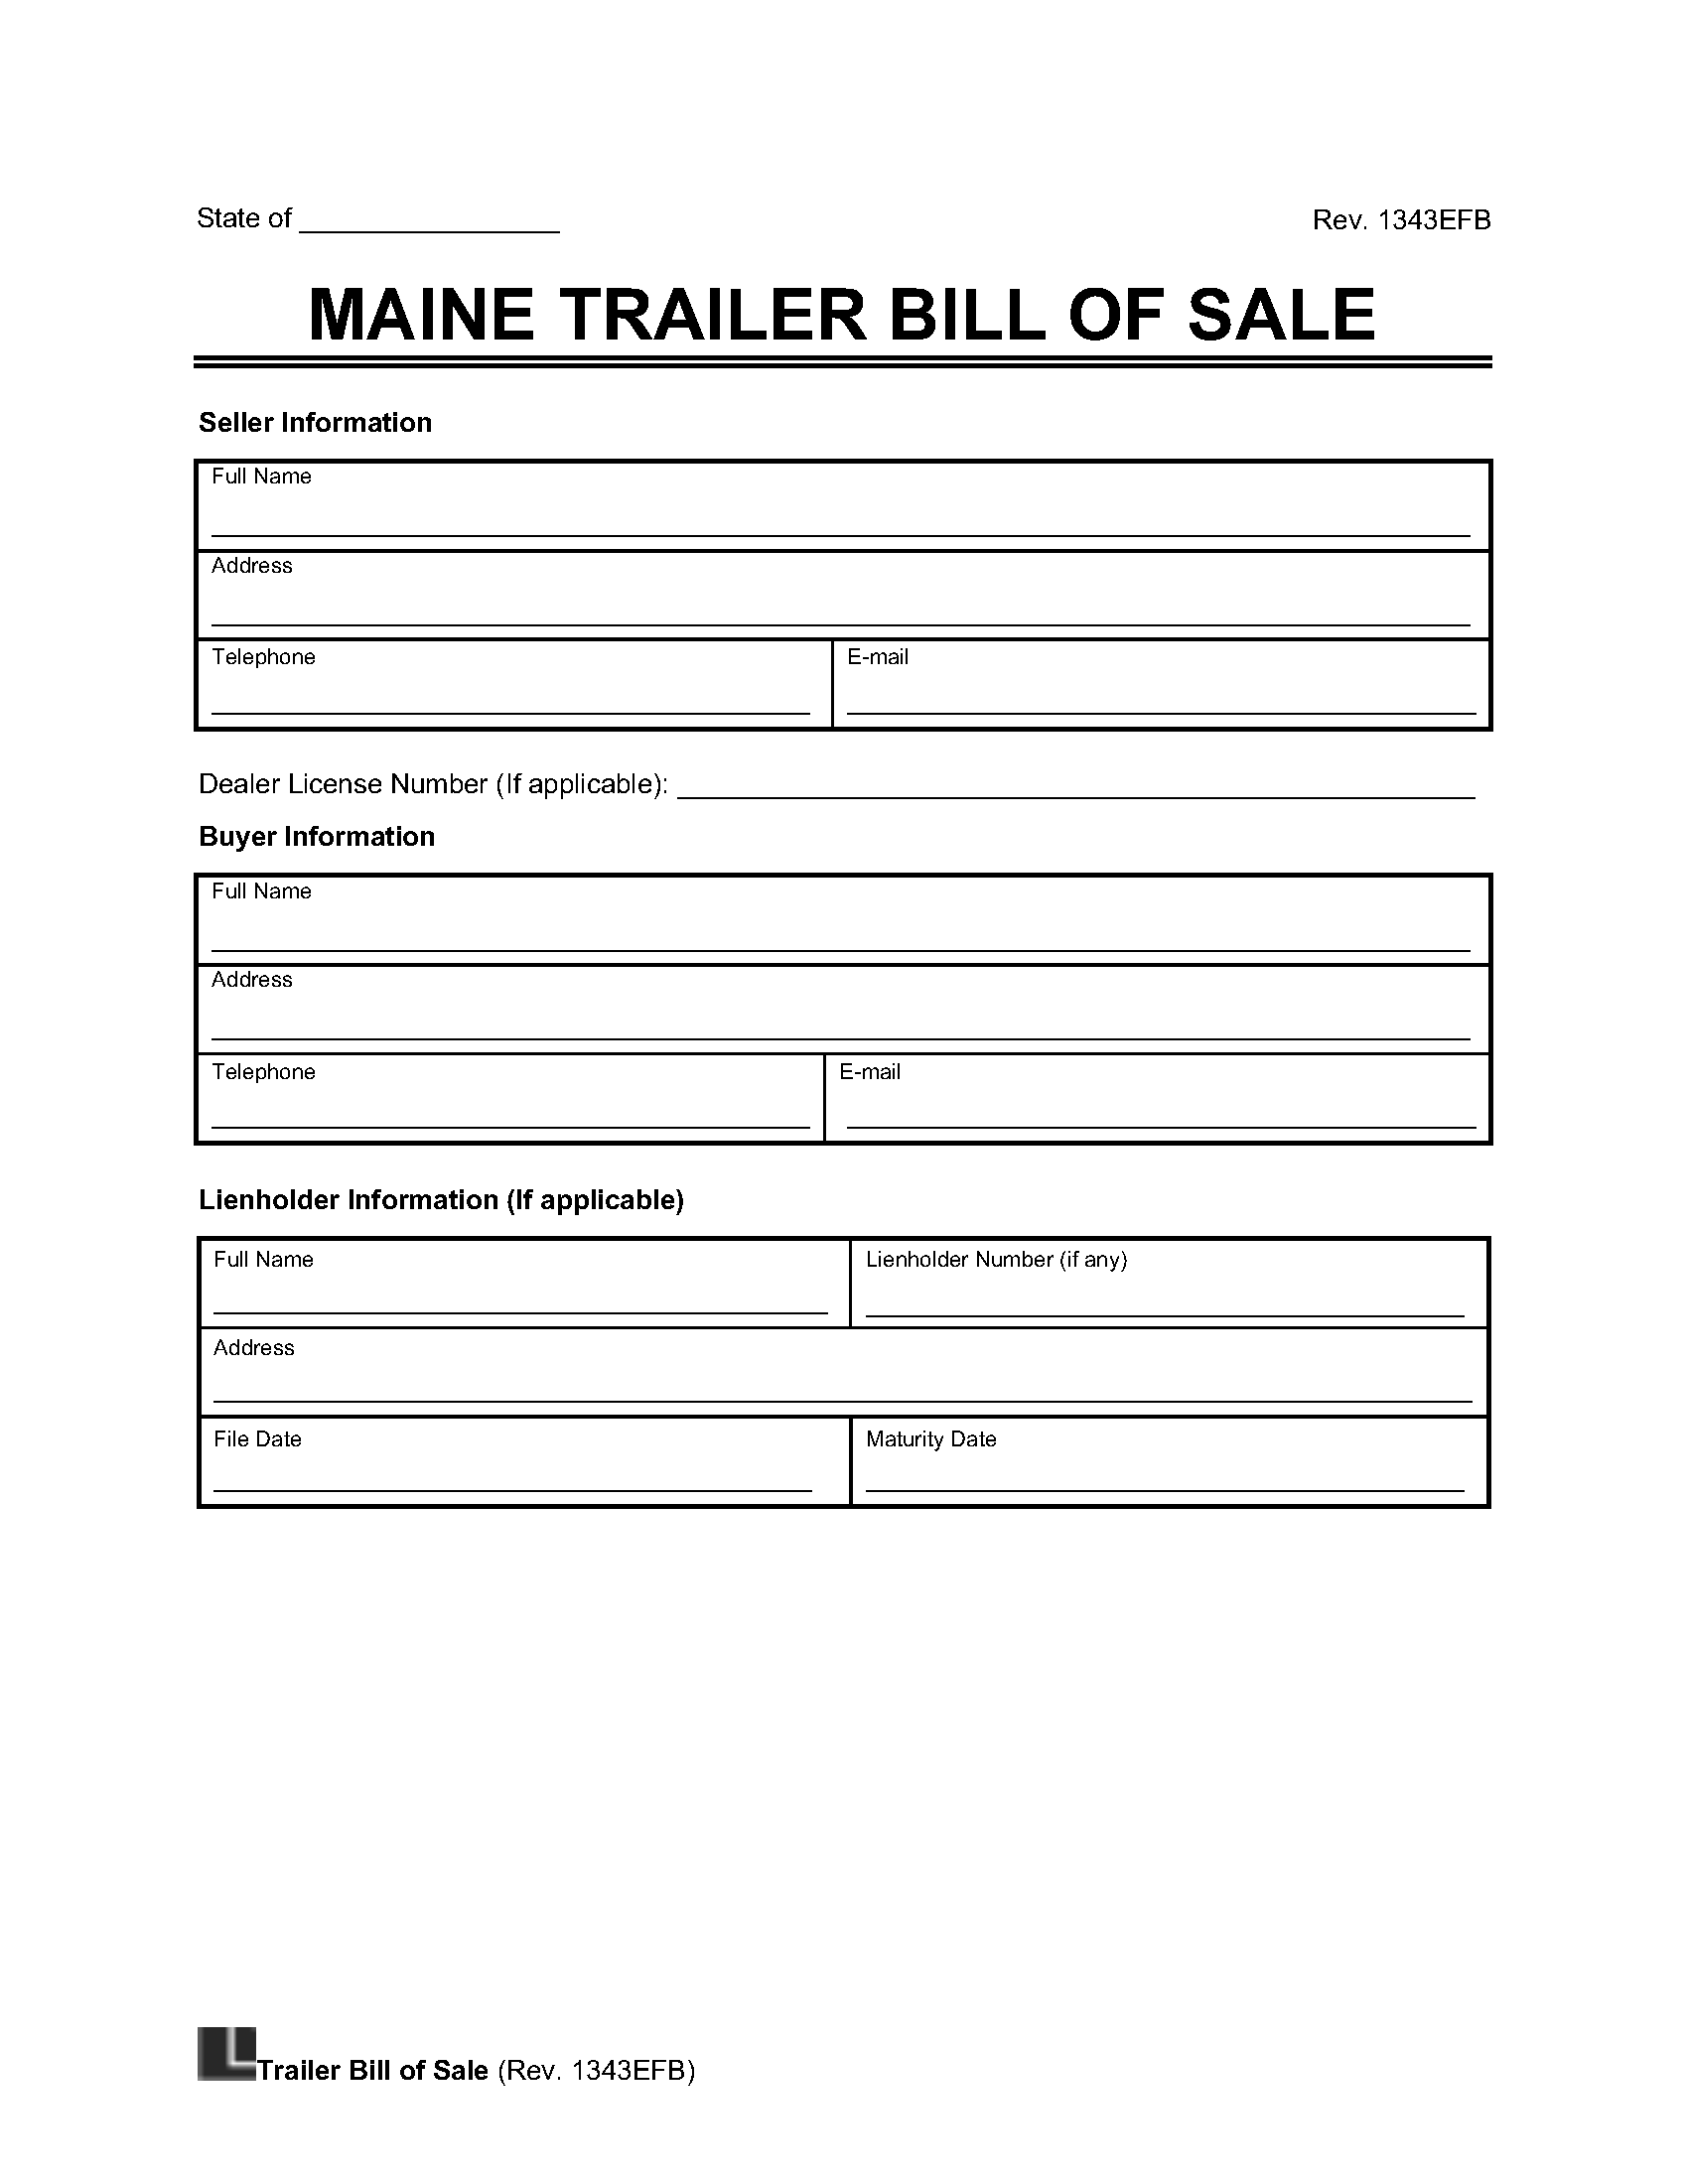 State of
Rev. 1343EFB
MAINE TRAILER BILL OF SALE
Seller Information
Full Name
Address
Telephone
E-mail
Dealer License Number (If applicable):
Buyer Information
Full Name
Address
Telephone
E-mail
Lienholder Information (If applicable)
Full Name
Lienholder Number (if any)
Address
File Date
Maturity Date
Trailer Bill of Sale (Rev. 1343EFB)